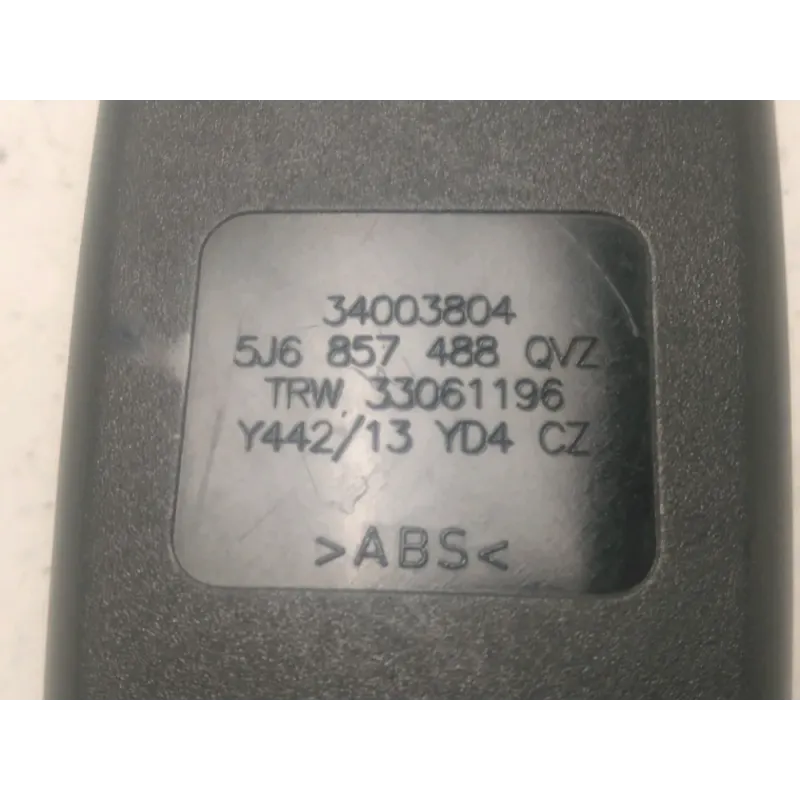 34003804
5J6 857 488 QVZ
TRW 33061196
Y442/13 YD4 CZ
>ABS<